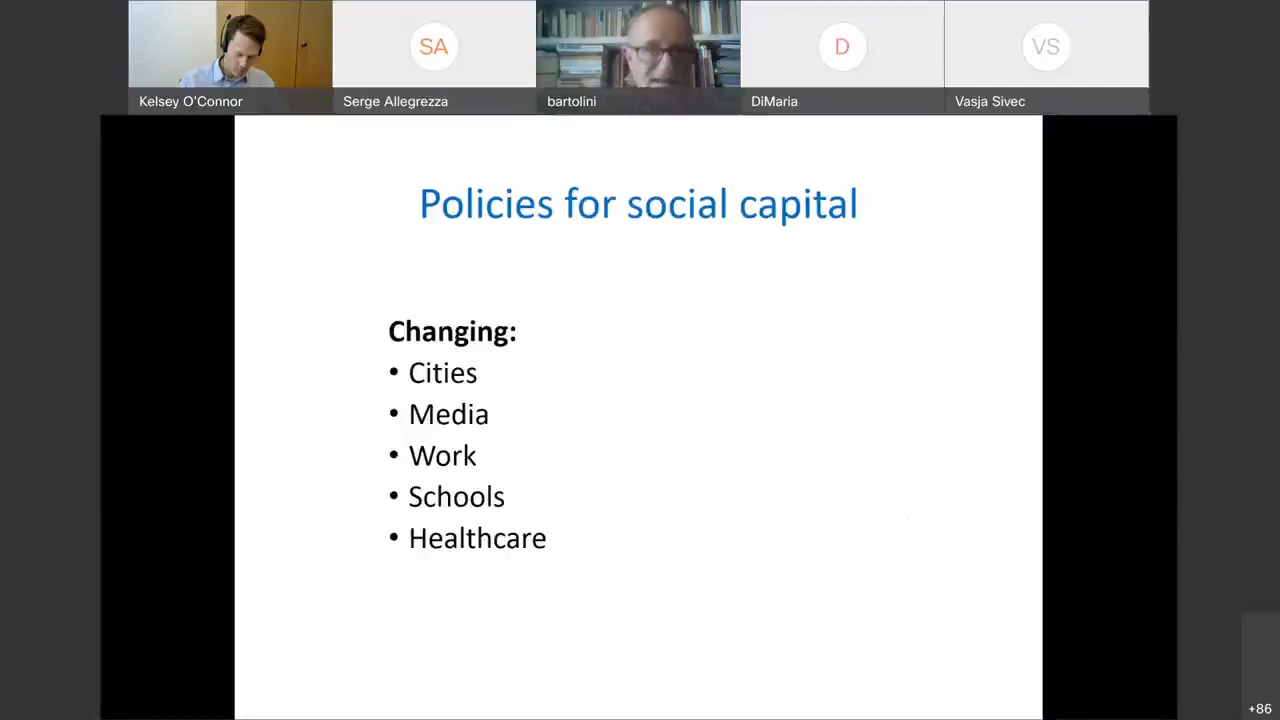 SA
D
VS
Kelsey O'Connor
Serge Allegrezza
bartolini
DiMaria
Vasja Sivec
Policies for social capital
Changing:
• Cities
• Media
• Work
• Schools
• Healthcare
+86